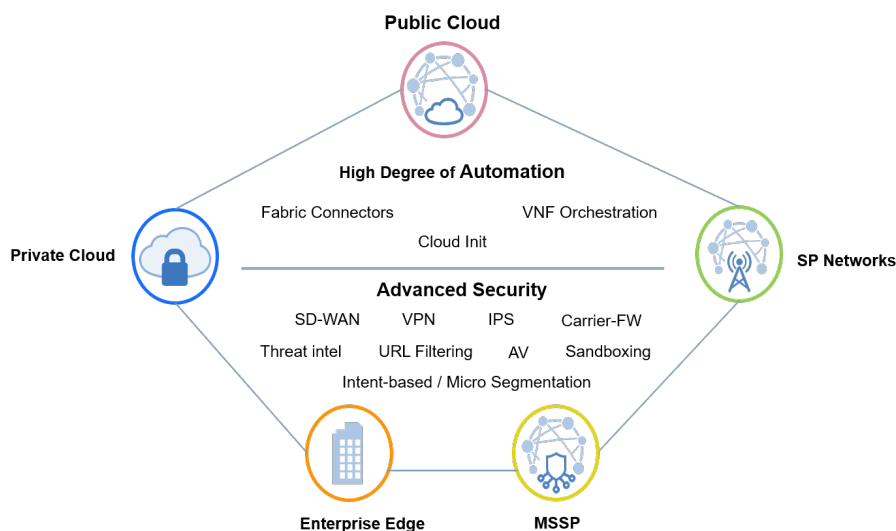 Public Cloud
High Degree of Automation
Fabric Connectors
VNF Orchestration
Cloud Init
Private Cloud
SP Networks
Advanced Security
SD-WAN
VPN
IPS
Carrier-FW
Threat intel
URL Filtering
AV
Sandboxing
Intent-based / Micro Segmentation
Enterprise Edge
MSSP